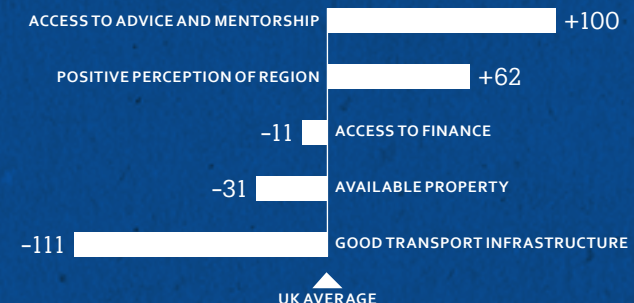 ACCESS TO ADVICE AND MENTORSHIP +100
POSITIVE PERCEPTION OF REGION +62
-11 ACCESS TO FINANCE
-31 AVAILABLE PROPERTY
-111 GOOD TRANSPORT INFRASTRUCTURE
UK AVERAGE